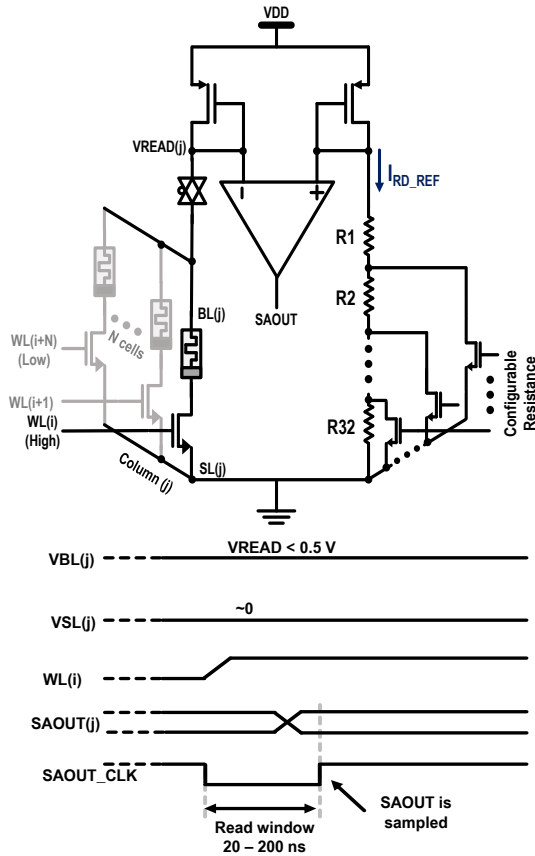 VDD
VREAD(j)
I_RD_REF
− +
R1
R2
BL(j)
SAOUT
WL(i+N)
(Low)
N cells
WL(i+1)
WL(i)
(High)
R32
Configurable
Resistance
Column (j)
SL(j)
VREAD < 0.5 V
VBL(j)
~0
VSL(j)
WL(i)
SAOUT(j)
SAOUT_CLK
SAOUT is
sampled
Read window
20 – 200 ns